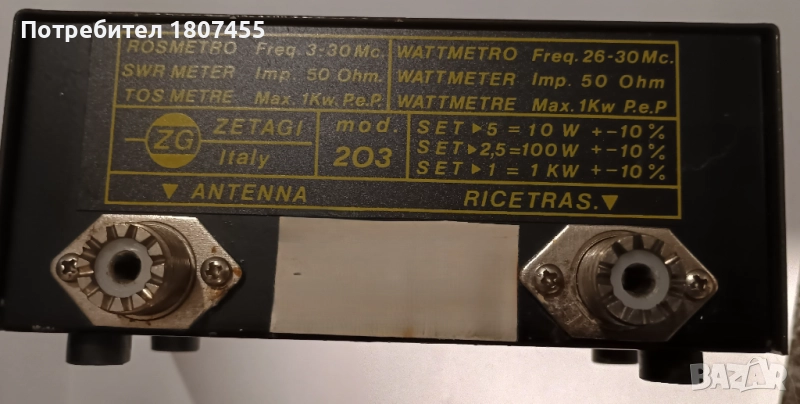 Потребител 1807455
ROSMETRO Freq. 3-30 Mc.
SWR METER Imp. 50 Ohm.
TOS METRE Max. 1Kw P.e.P.
WATTMETRO Freq. 26-30 Mc.
WATTMETER Imp. 50 Ohm
WATTMETRE Max. 1Kw P.e.P
ZG
ZETAGI
Italy
mod.
203
SET ▶ 5 = 10 W +-10%
SET ▶ 2,5=100W +-10%
SET ▶ 1 = 1 KW +-10%
▼ ANTENNA
RICETRAS. ▼
BAZAR